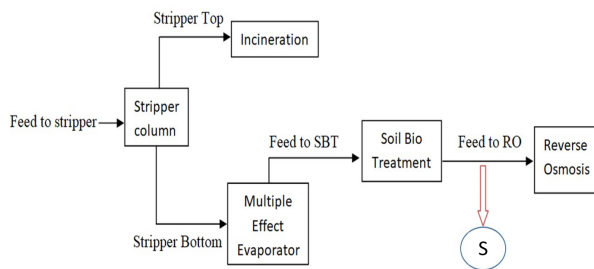 Stripper Top
Incineration
Feed to stripper
Stripper
column
Stripper Bottom
Multiple
Effect
Evaporator
Feed to SBT
Soil Bio
Treatment
Feed to RO
Reverse
Osmosis
S